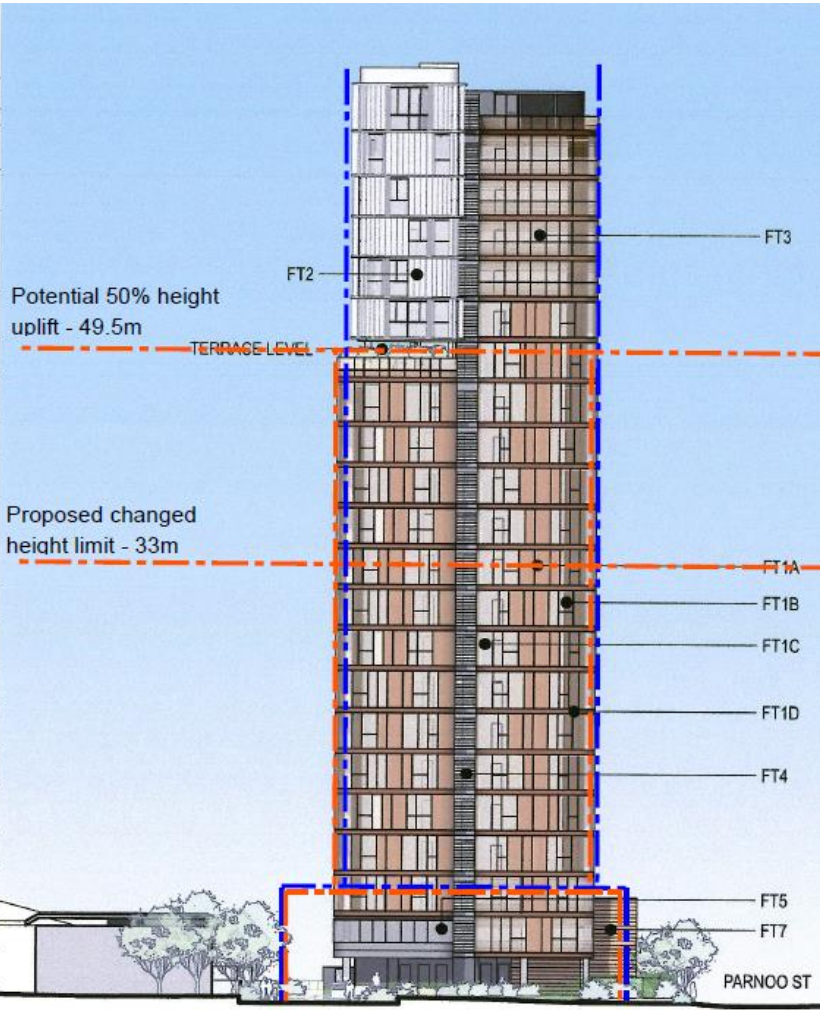 FT3
FT2
Potential 50% height
uplift - 49.5m
TERRACE LEVEL
Proposed changed
height limit - 33m
FT1A
FT1B
FT1C
FT1D
FT4
FT5
FT7
PARNOO ST